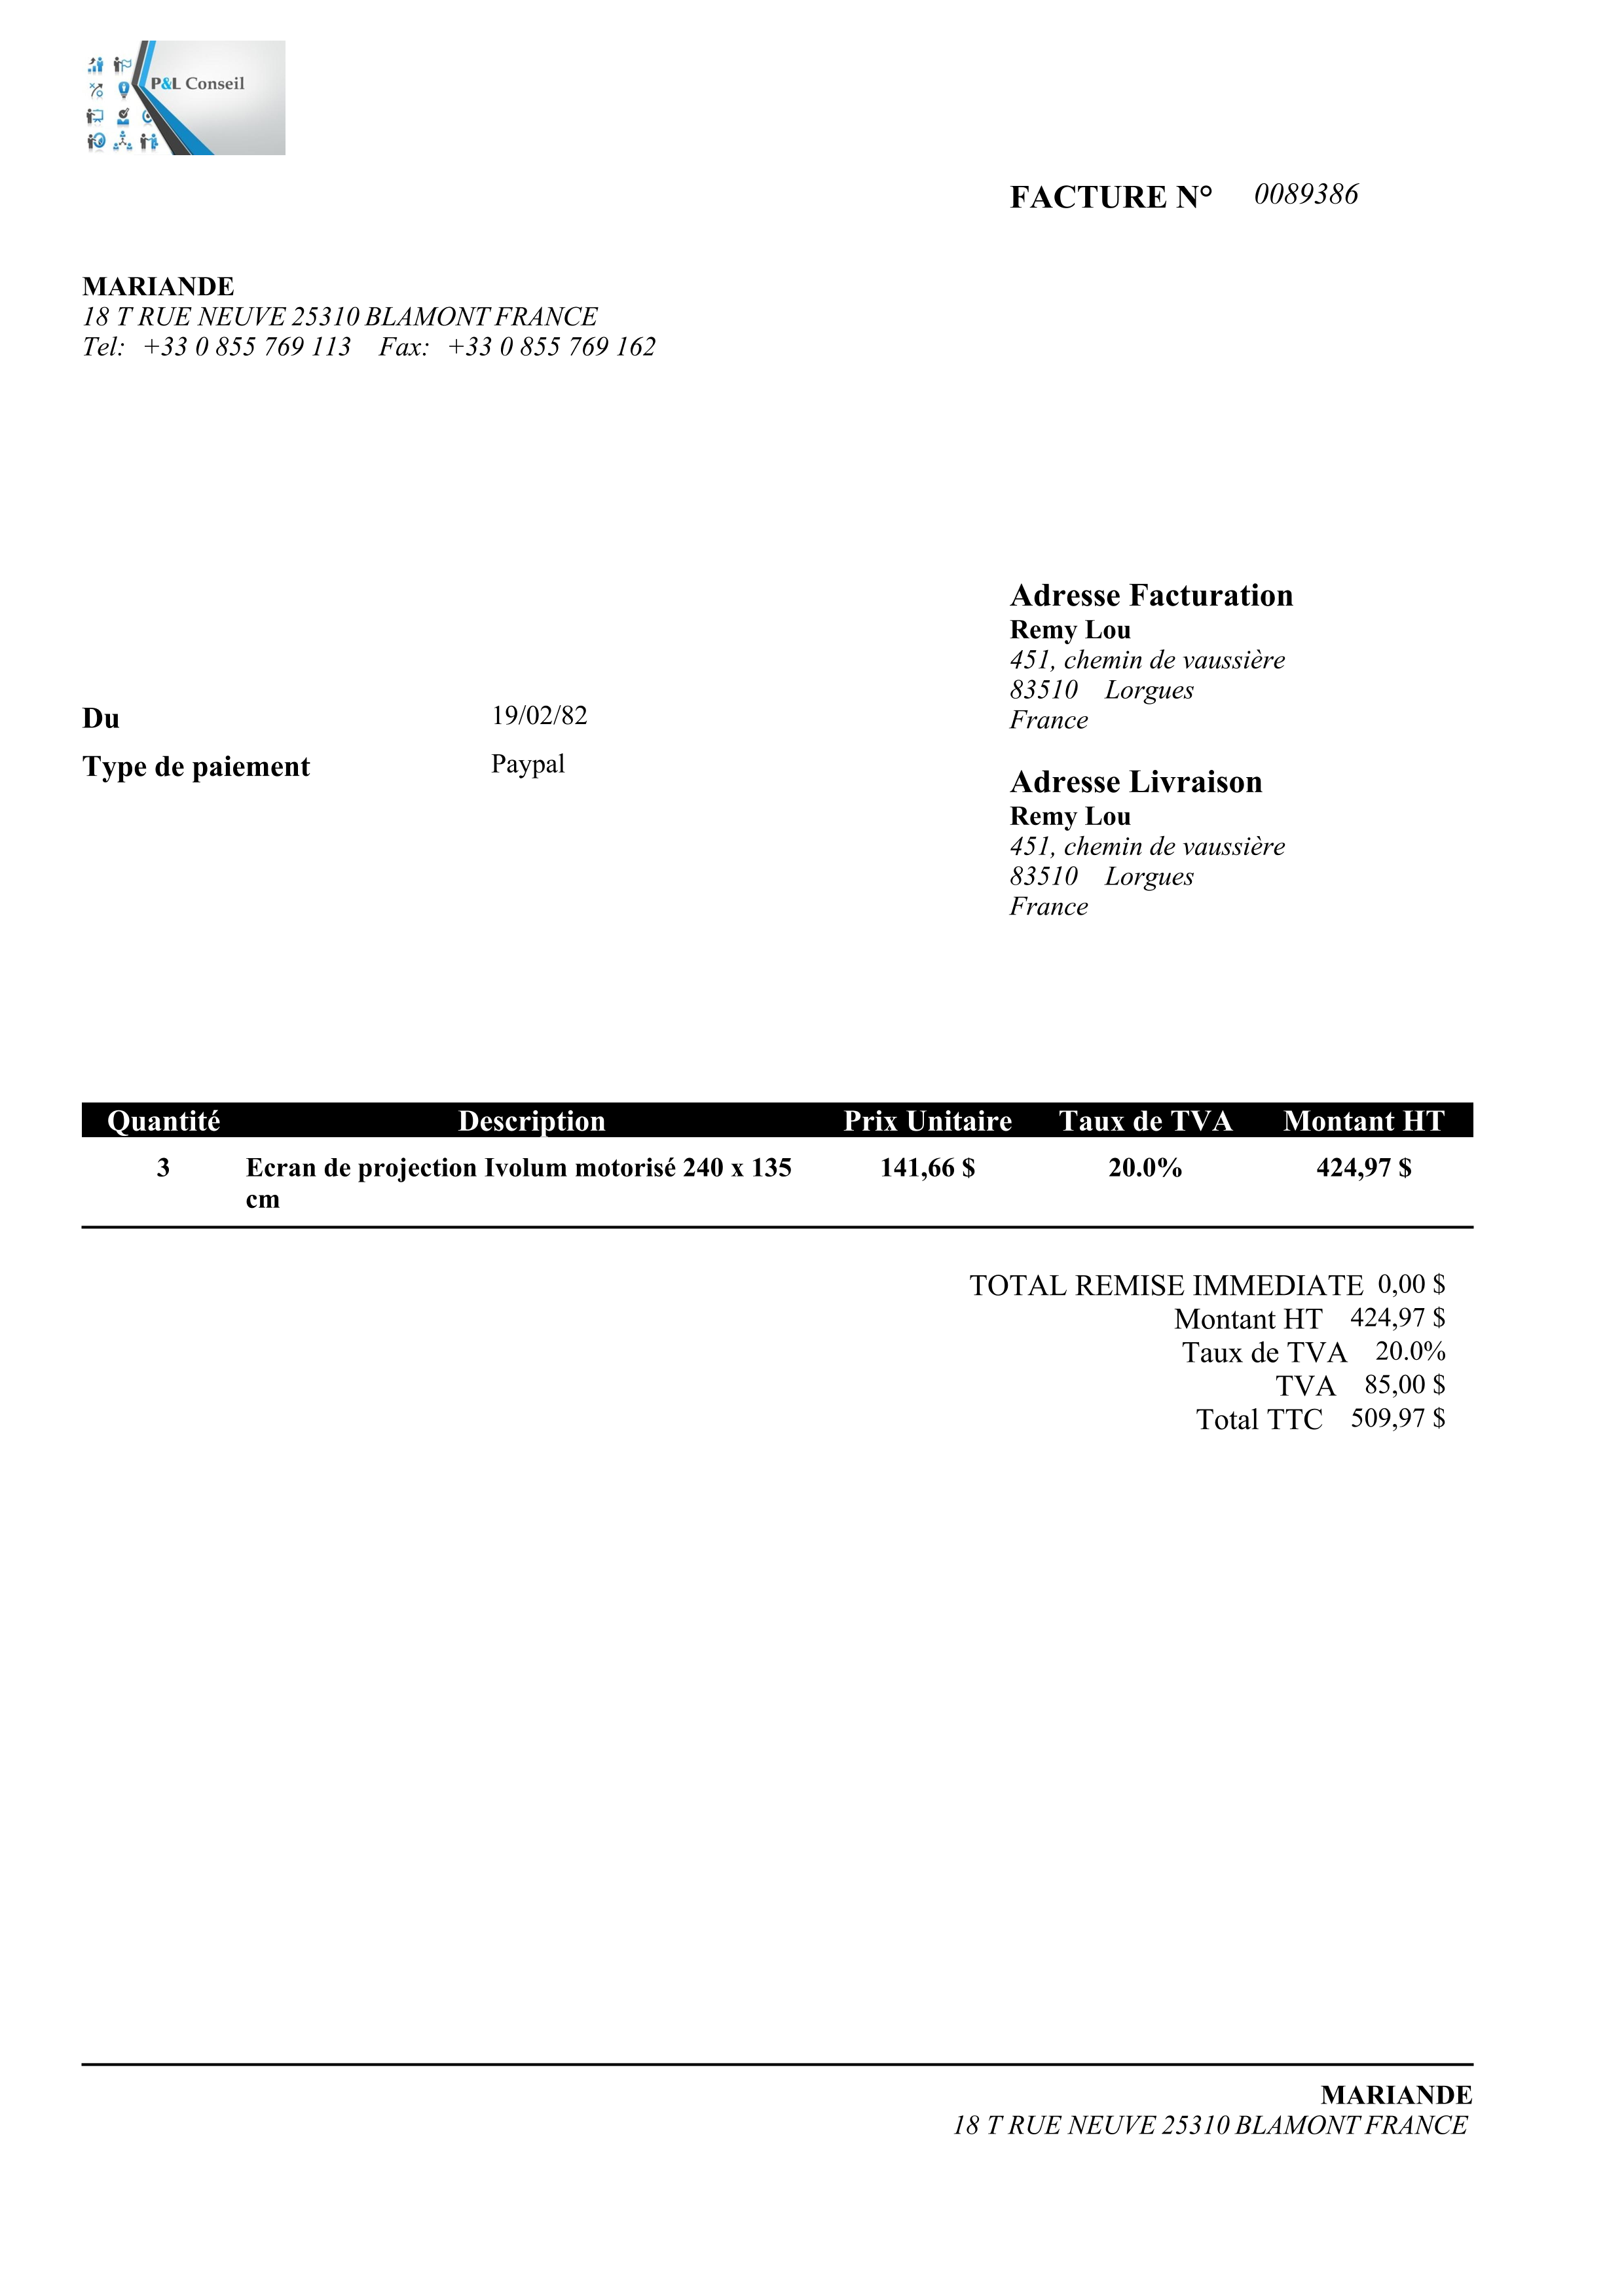 P&L Conseil
FACTURE N° 0089386
MARIANDE
18 T RUE NEUVE 25310 BLAMONT FRANCE
Tel: +33 0 855 769 113 Fax: +33 0 855 769 162
Adresse Facturation
Remy Lou
451, chemin de vaussière
83510 Lorgues
France
Du 19/02/82
Type de paiement Paypal
Adresse Livraison
Remy Lou
451, chemin de vaussière
83510 Lorgues
France
Quantité Description Prix Unitaire Taux de TVA Montant HT
3 Ecran de projection Ivolum motorisé 240 x 135 141,66 $ 20.0% 424,97 $
cm
TOTAL REMISE IMMEDIATE 0,00 $
Montant HT 424,97 $
Taux de TVA 20.0%
TVA 85,00 $
Total TTC 509,97 $
MARIANDE
18 T RUE NEUVE 25310 BLAMONT FRANCE